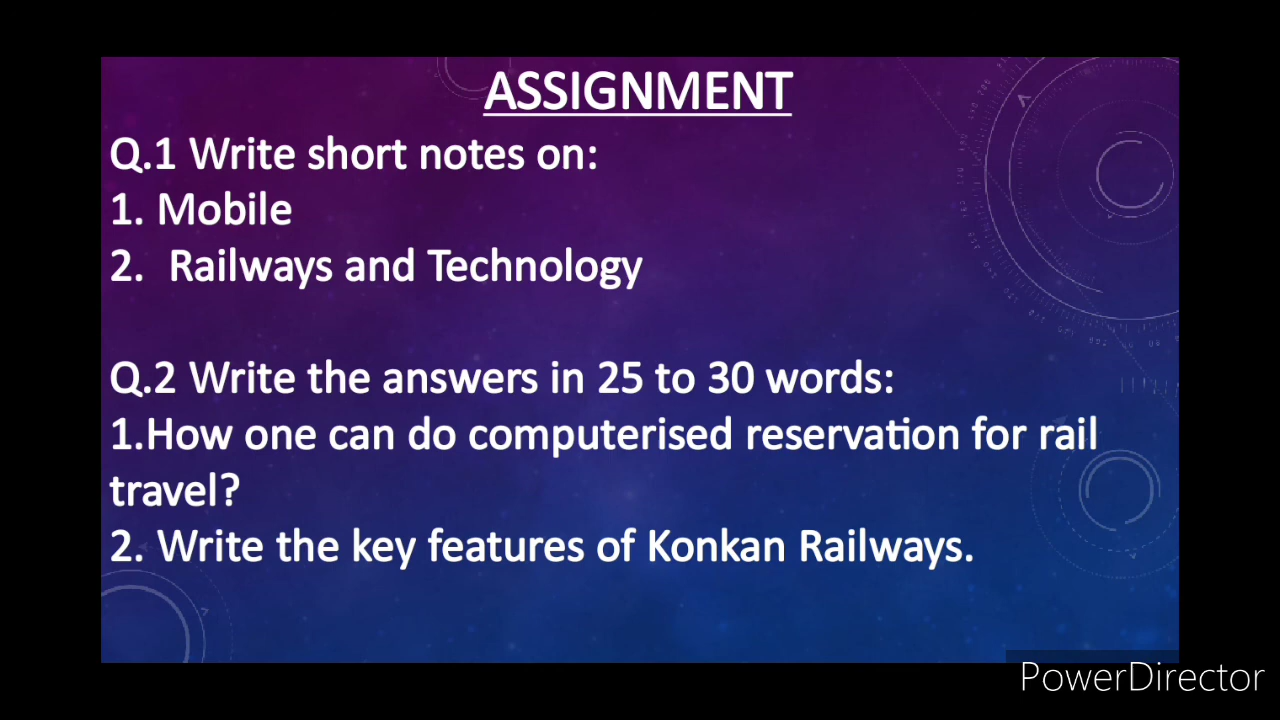 ASSIGNMENT
Q.1 Write short notes on:
1. Mobile
2. Railways and Technology
Q.2 Write the answers in 25 to 30 words:
1.How one can do computerised reservation for rail
travel?
2. Write the key features of Konkan Railways.
PowerDirector